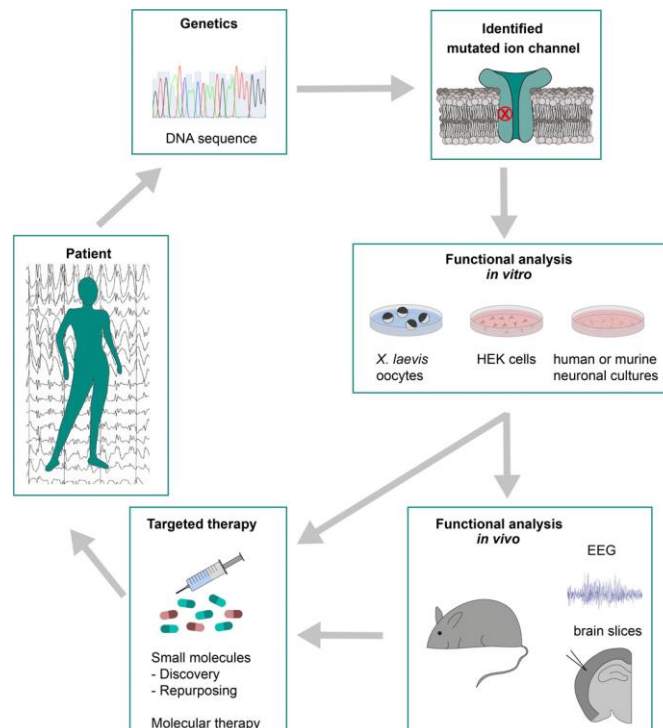 Genetics
DNA sequence
Identified
mutated ion channel
X
Patient
Functional analysis
in vitro
X. laevis
oocytes
HEK cells
human or murine
neuronal cultures
Targeted therapy
Small molecules
- Discovery
- Repurposing
Molecular therapy
Functional analysis
in vivo
EEG
brain slices